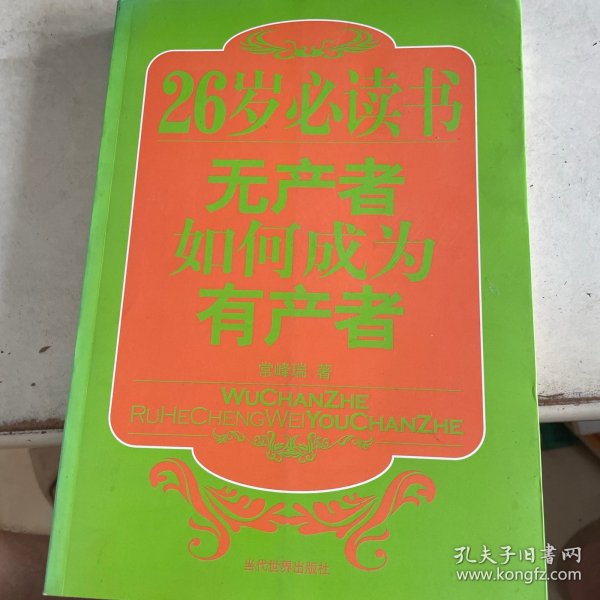 26岁必读书
无产者
如何成为
有产者
常峰瑞 著
WUCHANZHE
RUHECHENGWEIYOUCHANZHE
当代世界出版社
孔夫子旧书网
www.kongfz.com